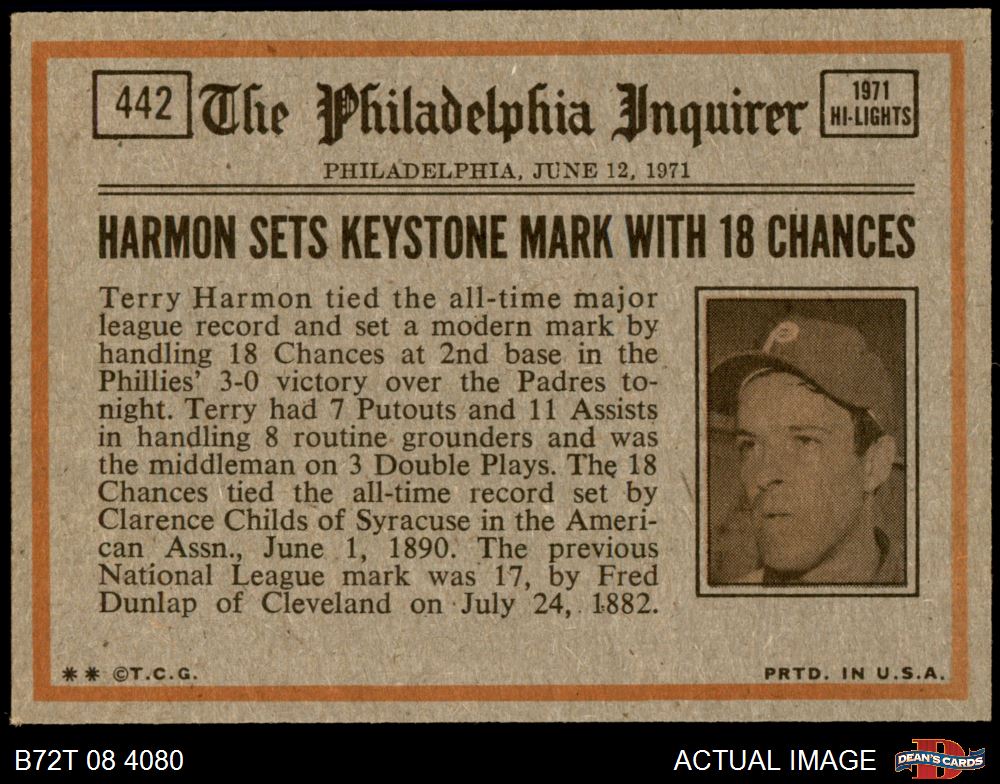 442
The Philadelphia Inquirer
1971
HI-LIGHTS
PHILADELPHIA, JUNE 12, 1971
HARMON SETS KEYSTONE MARK WITH 18 CHANCES
Terry Harmon tied the all-time major
league record and set a modern mark by
handling 18 Chances at 2nd base in the
Phillies' 3-0 victory over the Padres to-
night. Terry had 7 Putouts and 11 Assists
in handling 8 routine grounders and was
the middleman on 3 Double Plays. The 18
Chances tied the all-time record set by
Clarence Childs of Syracuse in the Ameri-
can Assn., June 1, 1890. The previous
National League mark was 17, by Fred
Dunlap of Cleveland on July 24, 1882.
P
** ©T.C.G.
PRTD. IN U.S.A.
B72T 08 4080
ACTUAL IMAGE
D
DEAN'S CARDS